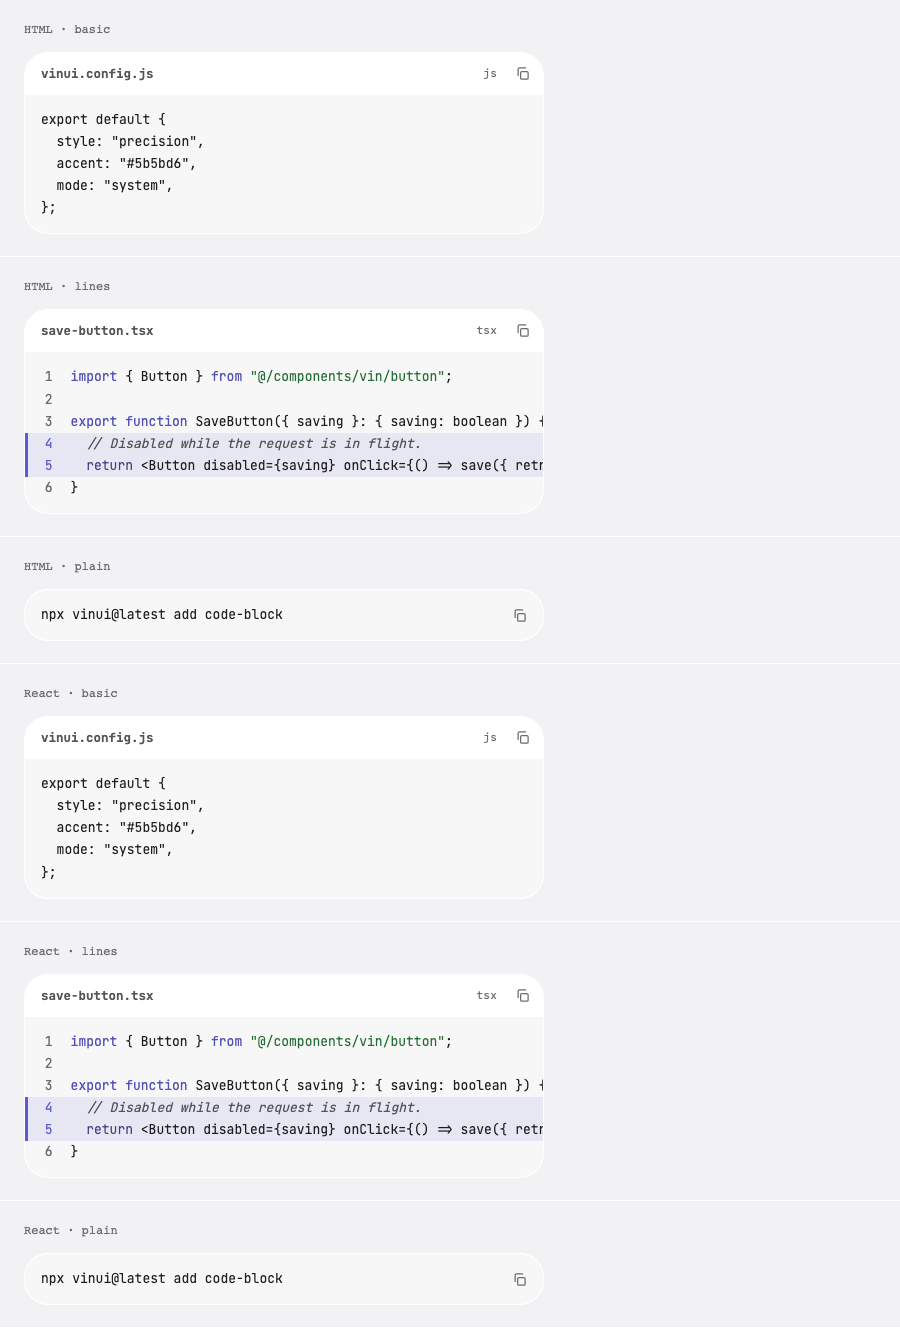 HTML · basic
vinui.config.js js
export default {
  style: "precision",
  accent: "#5b5bd6",
  mode: "system",
};
HTML · lines
save-button.tsx tsx
1 import { Button } from "@/components/vin/button";
2
3 export function SaveButton({ saving }: { saving: boolean }) {
4   // Disabled while the request is in flight.
5   return <Button disabled={saving} onClick={() => save({ retr
6 }
HTML · plain
npx vinui@latest add code-block
React · basic
vinui.config.js js
export default {
  style: "precision",
  accent: "#5b5bd6",
  mode: "system",
};
React · lines
save-button.tsx tsx
1 import { Button } from "@/components/vin/button";
2
3 export function SaveButton({ saving }: { saving: boolean }) {
4   // Disabled while the request is in flight.
5   return <Button disabled={saving} onClick={() => save({ retr
6 }
React · plain
npx vinui@latest add code-block